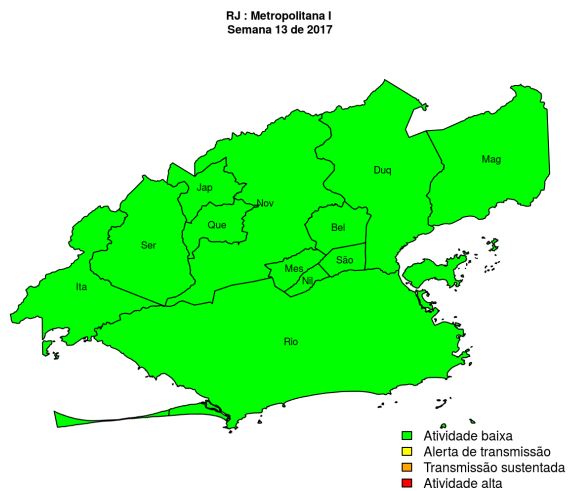 RJ : Metropolitana I
Semana 13 de 2017
Mag
Duq
Jap
Nov
Que
Bel
Ser
São
Mes
Nil
Ita
Rio
Atividade baixa
Alerta de transmissão
Transmissão sustentada
Atividade alta